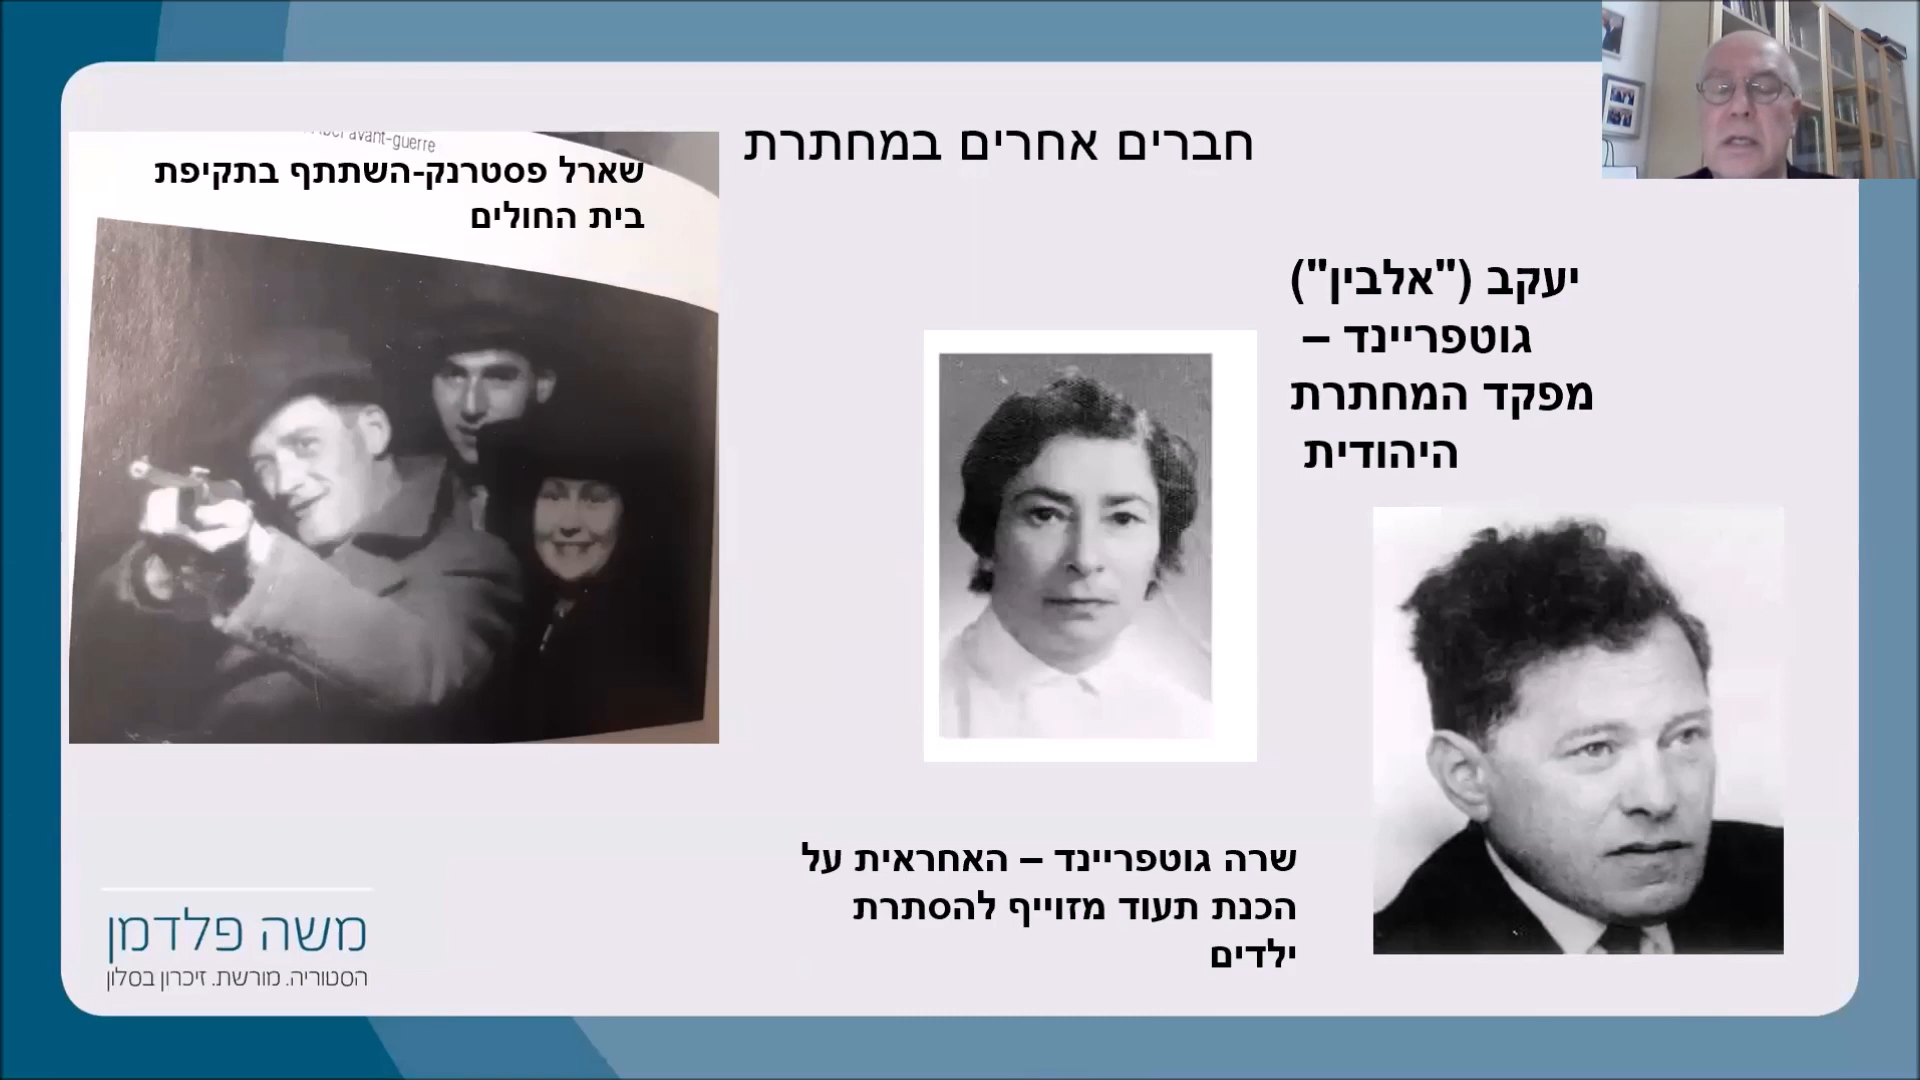 חברים אחרים במחתרת
avant-guerre
שארל פסטרנק-השתתף בתקיפת
בית החולים
יעקב ("אלבין")
גוטפריינד –
מפקד המחתרת
היהודית
שרה גוטפריינד – האחראית על
הכנת תעוד מזוייף להסתרת
ילדים
משה פלדמן
הסטוריה. מורשת. זיכרון בסלון